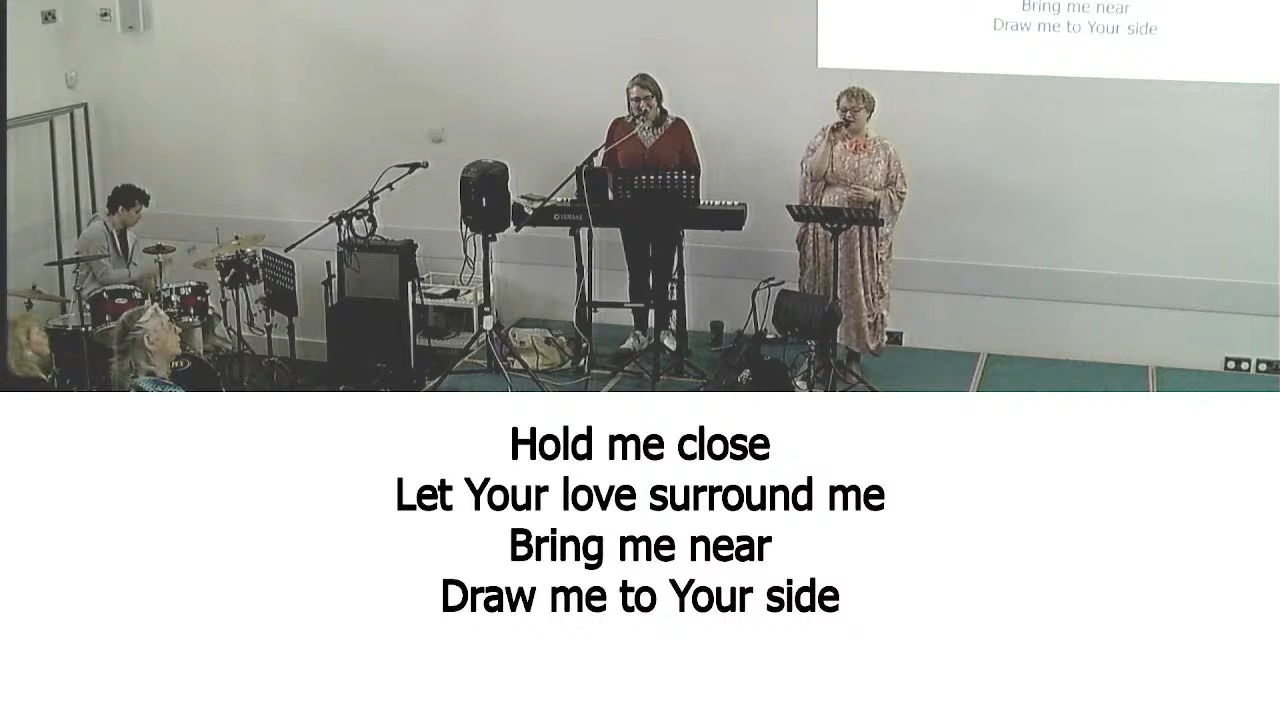 Bring me near
Draw me to Your side
Hold me close
Let Your love surround me
Bring me near
Draw me to Your side